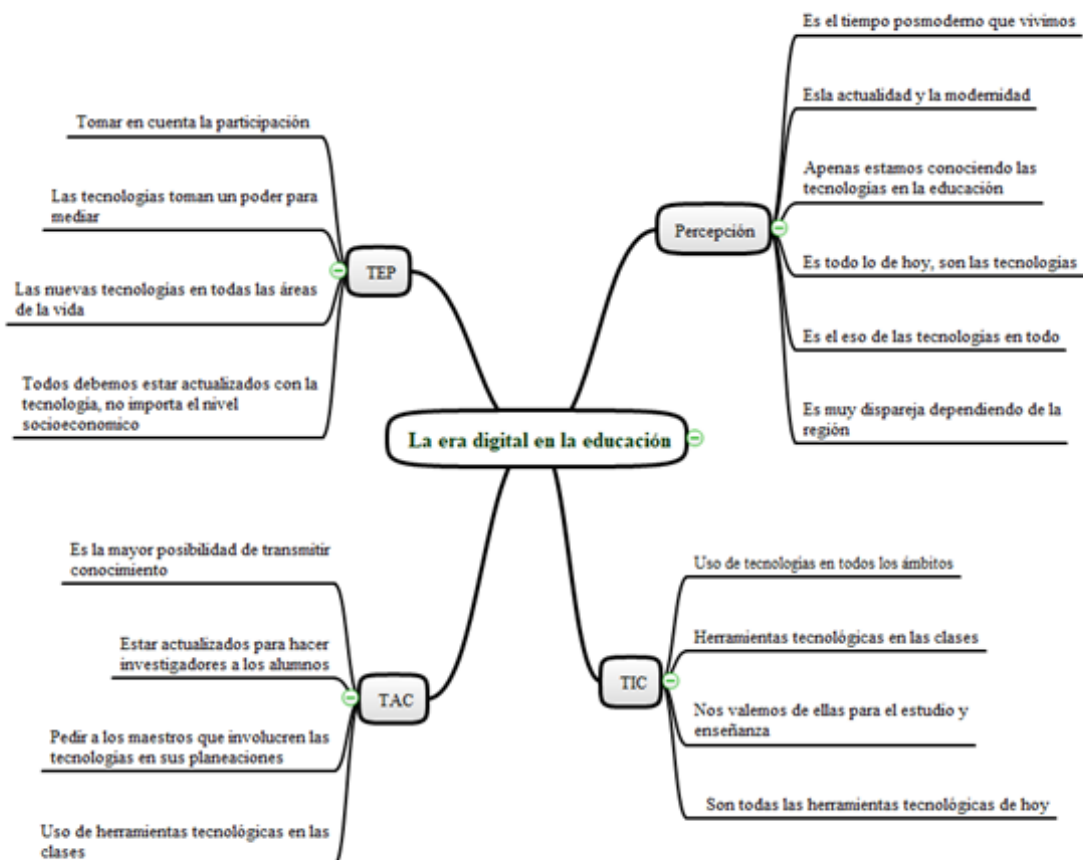 La era digital en la educación
Percepción
Es el tiempo posmoderno que vivimos
Esla actualidad y la modernidad
Apenas estamos conociendo las
tecnologías en la educación
Es todo lo de hoy, son las tecnologías
Es el eso de las tecnologías en todo
Es muy dispareja dependiendo de la
región
TIC
Uso de tecnologías en todos los ámbitos
Herramientas tecnológicas en las clases
Nos valemos de ellas para el estudio y
enseñanza
Son todas las herramientas tecnológicas de hoy
TEP
Tomar en cuenta la participación
Las tecnologías toman un poder para
mediar
Las nuevas tecnologías en todas las áreas
de la vida
Todos debemos estar actualizados con la
tecnología, no importa el nivel
socioeconomico
TAC
Es la mayor posibilidad de transmitir
conocimiento
Estar actualizados para hacer
investigadores a los alumnos
Pedir a los maestros que involucren las
tecnologías en sus planeaciones
Uso de herramientas tecnológicas en las
clases